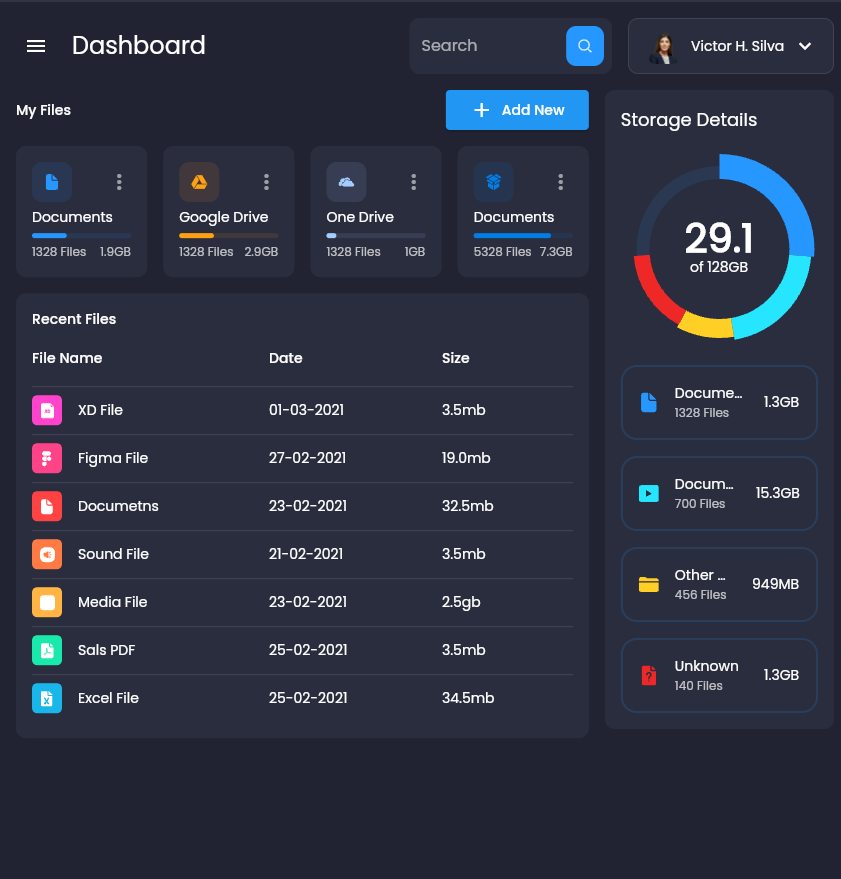 Dashboard
Search
Victor H. Silva
My Files
Add New
Documents
1328 Files 1.9GB
Google Drive
1328 Files 2.9GB
One Drive
1328 Files 1GB
Documents
5328 Files 7.3GB
Recent Files
File Name Date Size
XD File 01-03-2021 3.5mb
Figma File 27-02-2021 19.0mb
Documetns 23-02-2021 32.5mb
Sound File 21-02-2021 3.5mb
Media File 23-02-2021 2.5gb
Sals PDF 25-02-2021 3.5mb
Excel File 25-02-2021 34.5mb
Storage Details
29.1
of 128GB
Docume... 1.3GB
1328 Files
Docum... 15.3GB
700 Files
Other ... 949MB
456 Files
Unknown 1.3GB
140 Files